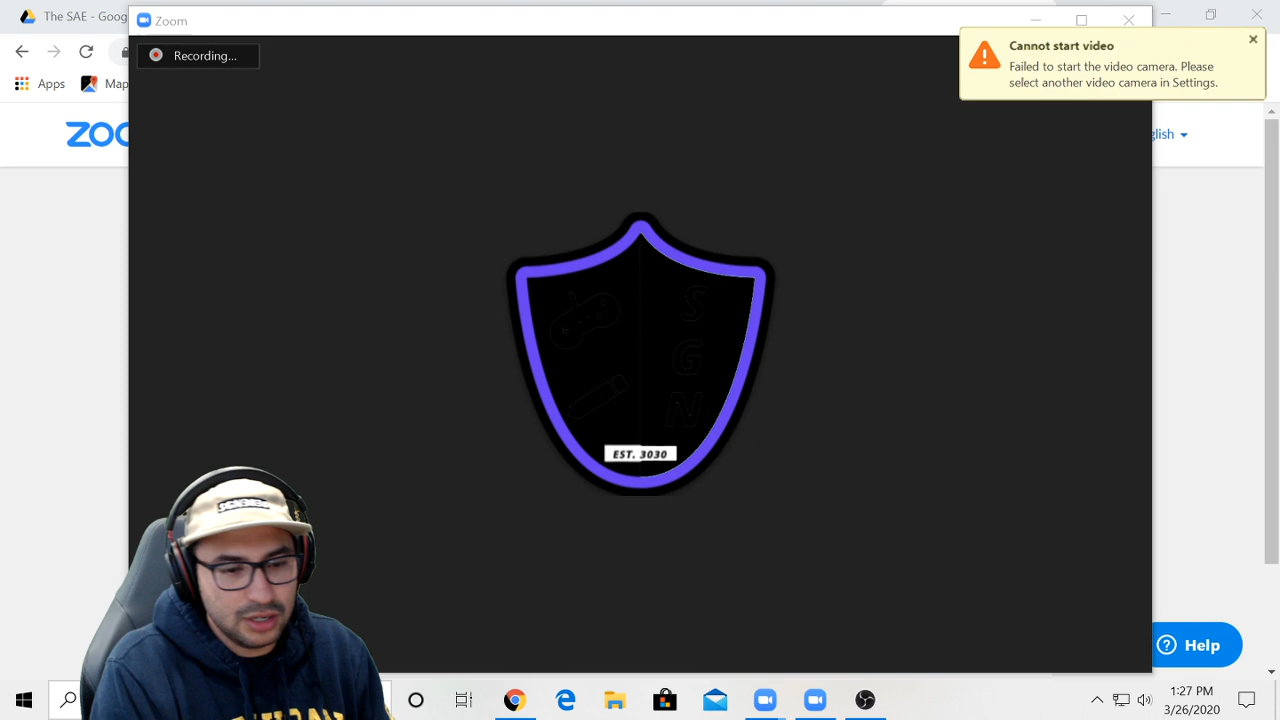 The SAE - Goog
Zoom
Recording...
Cannot start video
Failed to start the video camera. Please
select another video camera in Settings.
Apps
Map
ZOO
glish
S
G
N
EST. 3030
Help
1:27 PM
3/26/2020